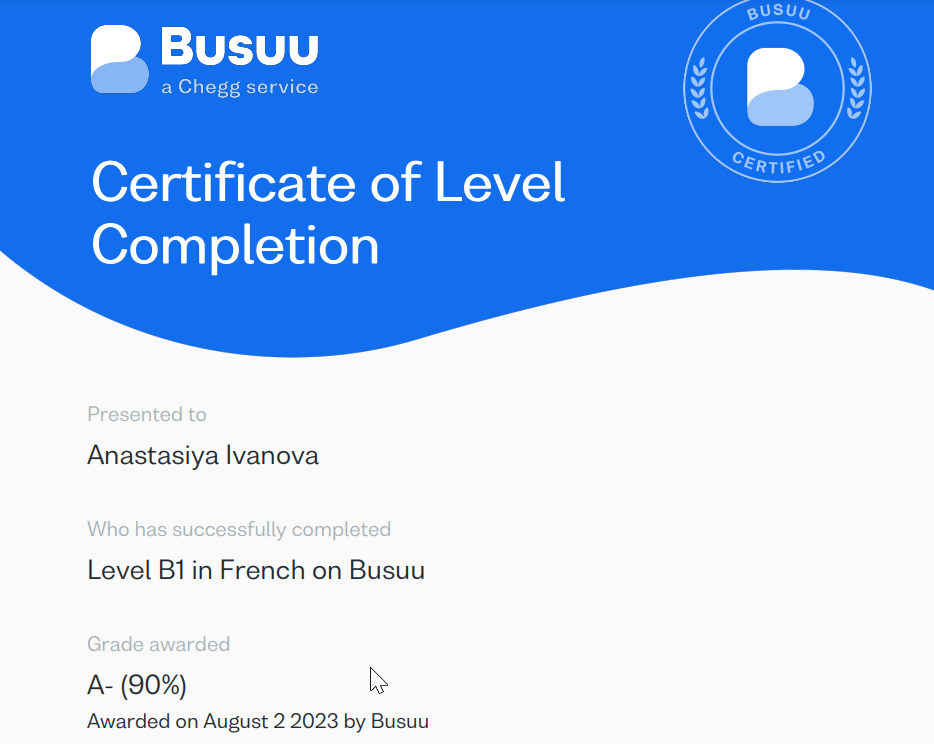 Busuu
a Chegg service
BUSUU
CERTIFIED
Certificate of Level
Completion
Presented to
Anastasiya Ivanova
Who has successfully completed
Level B1 in French on Busuu
Grade awarded
A- (90%)
Awarded on August 2 2023 by Busuu